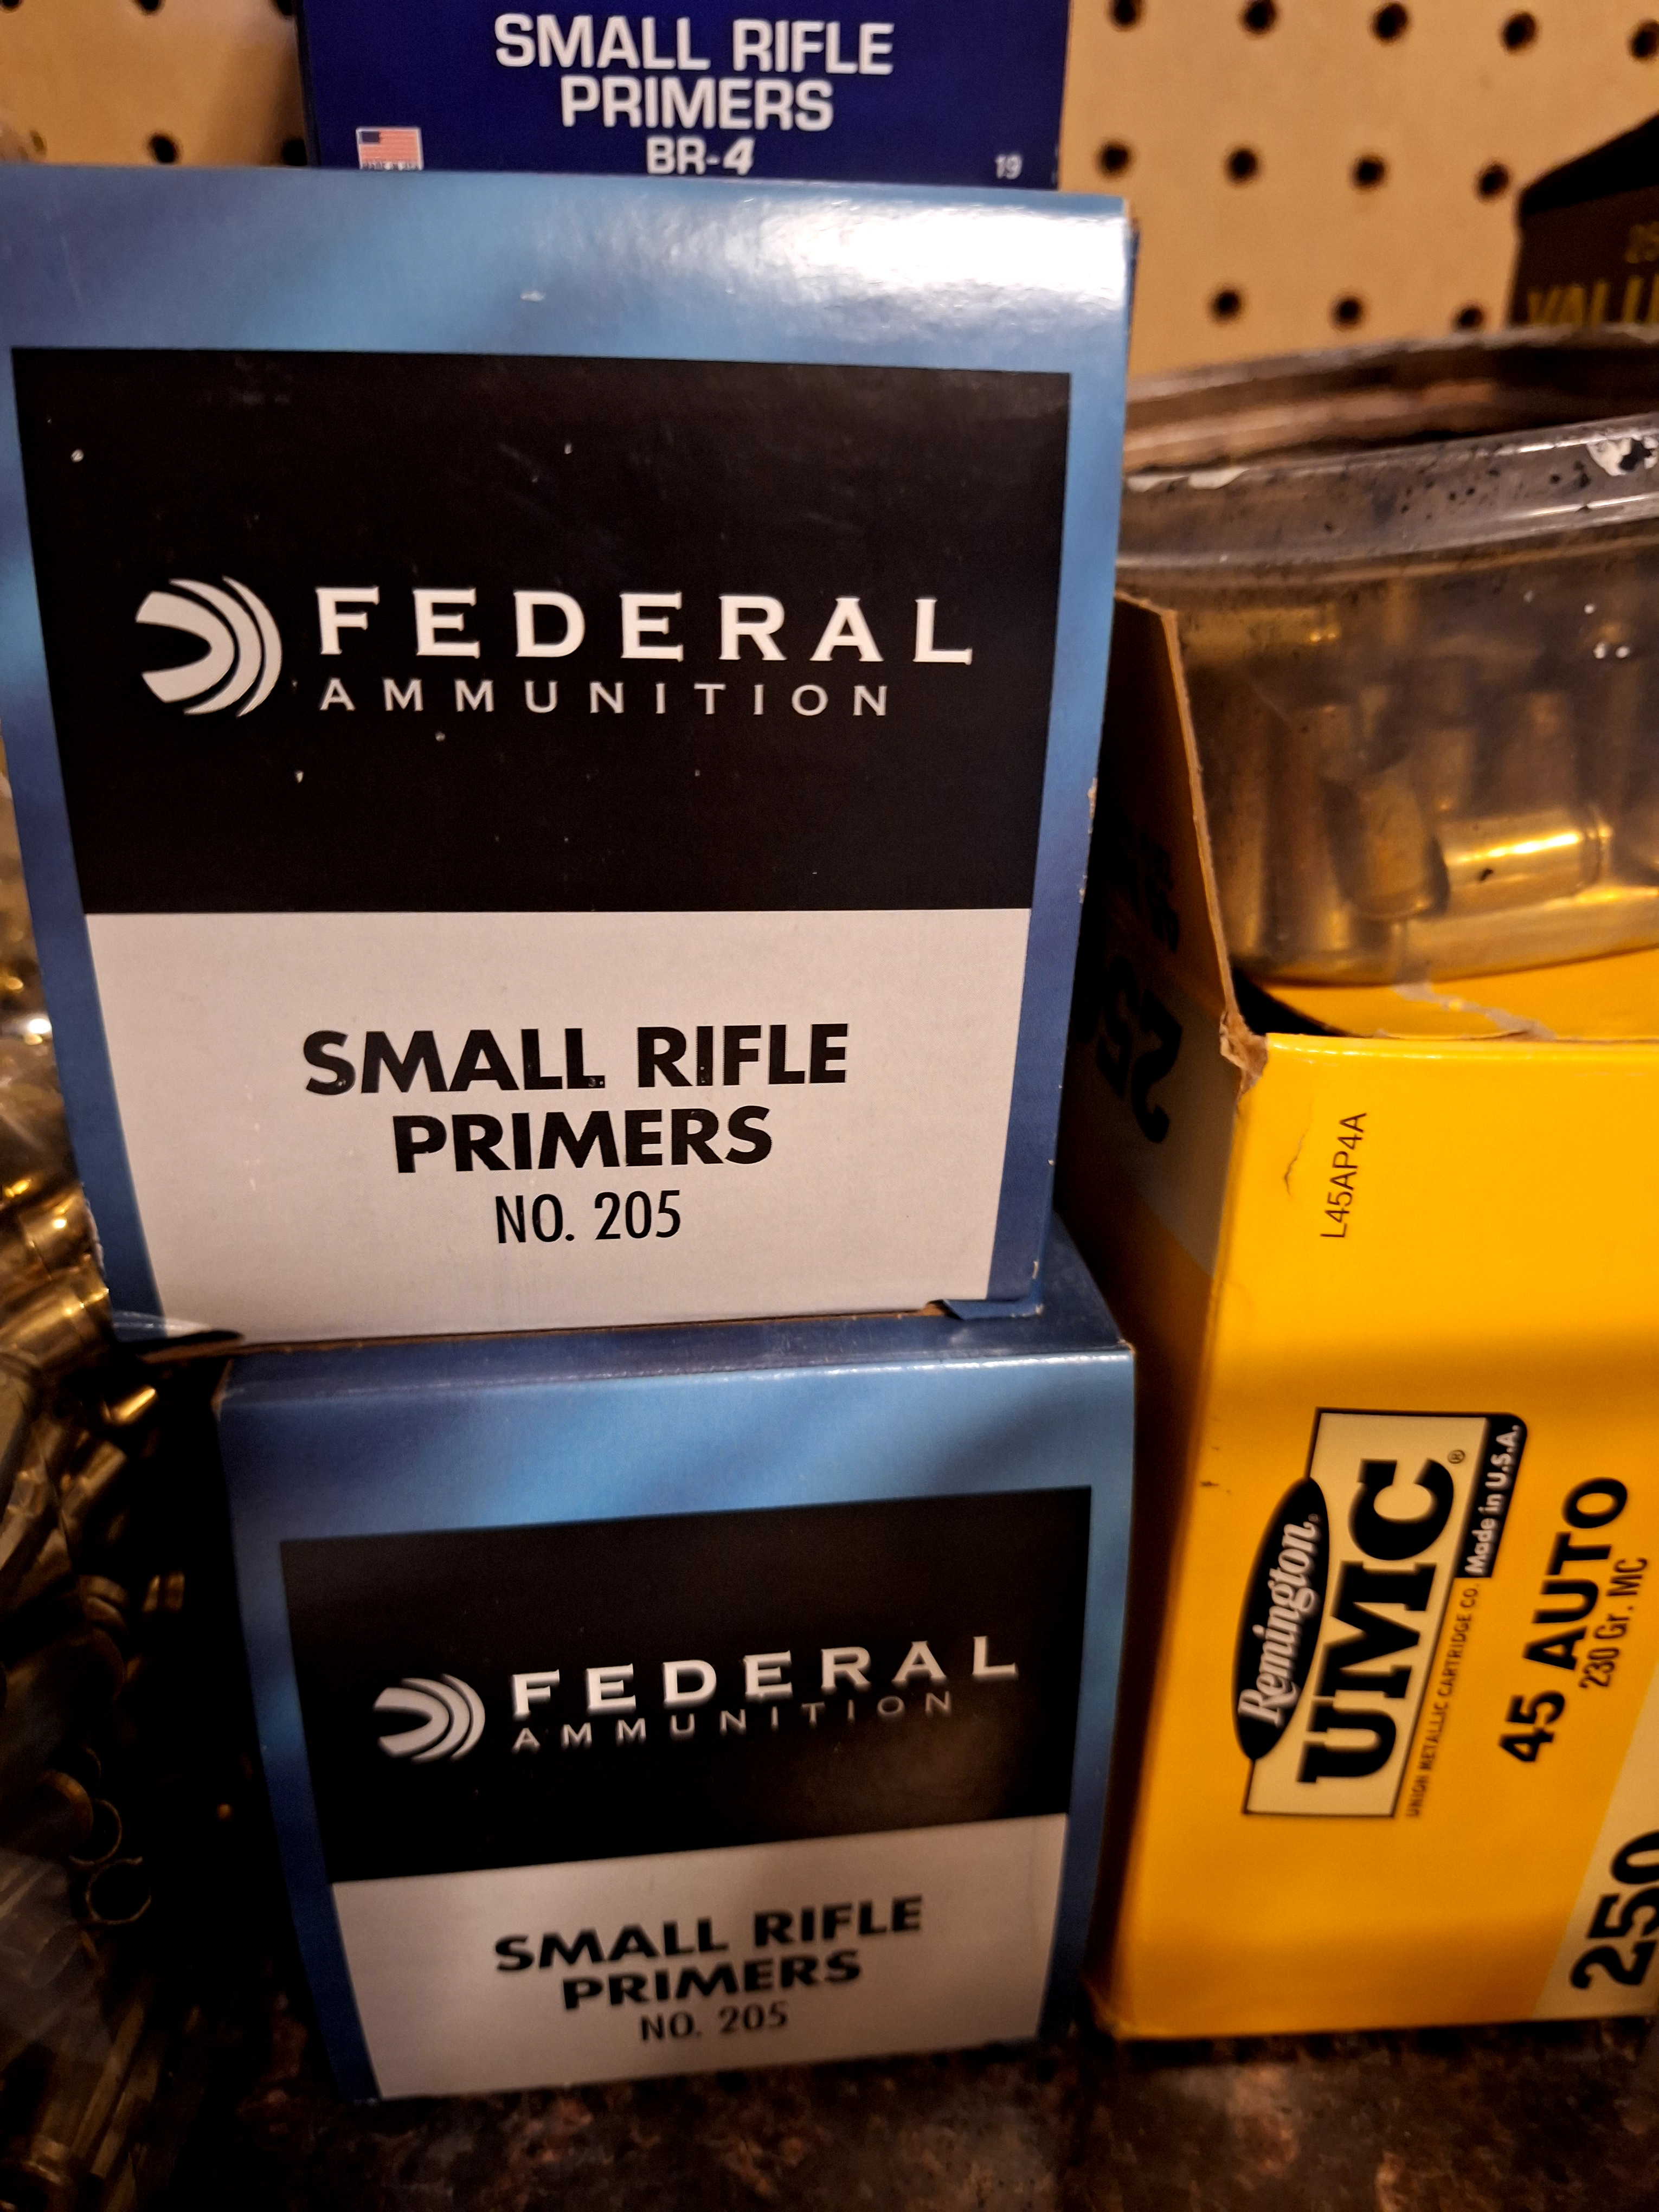 SMALL RIFLE
PRIMERS
BR-4
19
FEDERAL
AMMUNITION
SMALL RIFLE
PRIMERS
NO. 205
FEDERAL
AMMUNITION
SMALL RIFLE
PRIMERS
NO. 205
L45AP4A
Remington®
UMC®
Made in U.S.A.
UNION METALLIC CARTRIDGE CO.
45 AUTO
230 Gr. MC
250